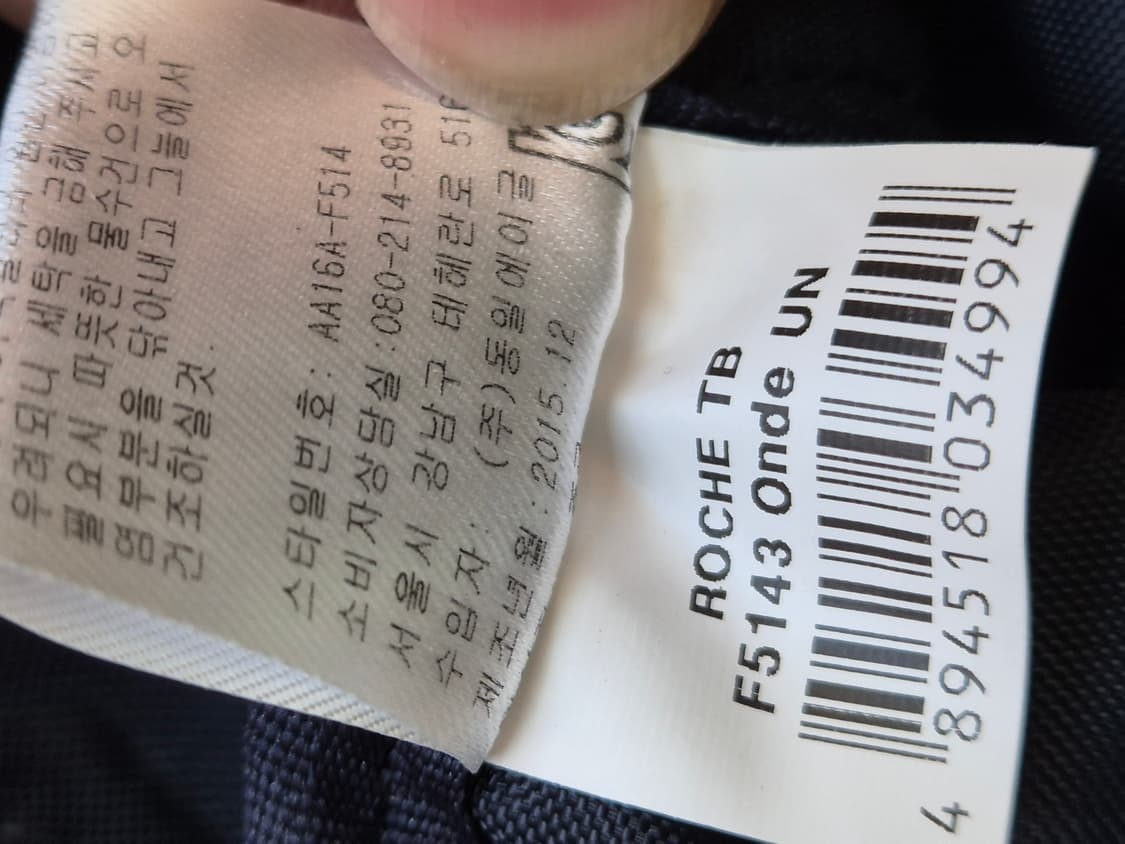 우려되니 세탁을 금해 주시고
필요시 따뜻한 물수건으로 오
염부분을 닦아내고 그늘에서
건조하실것.
스타일번호: AA16A-F514
소비자상담실:080-214-8931
서울시 강남구 테헤란로 516
수입자: (주)동일에이글
제조년월:2015.12
ROCHE TB
F5143 Onde UN
4 894518 034994